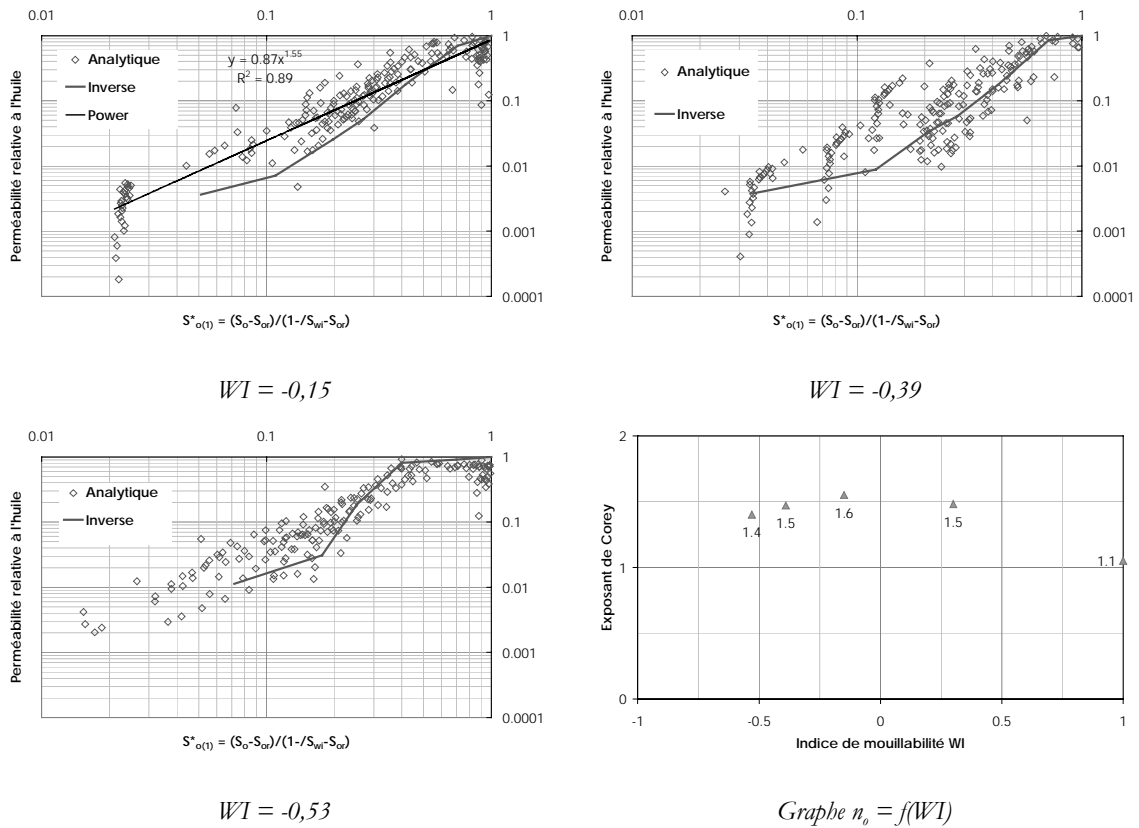 0.01 0.1 1
Perméabilité relative à l'huile
Analytique
Inverse
Power
y = 0.87x^1.55
R² = 0.89
1
0.1
0.01
0.001
0.0001
S*o(1) = (So-Sor)/(1-/Swi-Sor)
WI = -0,15
0.01 0.1 1
Perméabilité relative à l'huile
Analytique
Inverse
1
0.1
0.01
0.001
0.0001
S*o(1) = (So-Sor)/(1-/Swi-Sor)
WI = -0,39
0.01 0.1 1
Perméabilité relative à l'huile
Analytique
Inverse
1
0.1
0.01
0.001
0.0001
S*o(1) = (So-Sor)/(1-/Swi-Sor)
WI = -0,53
Exposant de Corey
2
1
0
1.4
1.5
1.6
1.5
1.1
-1 -0.5 0 0.5 1
Indice de mouillabilité WI
Graphe no = f(WI)